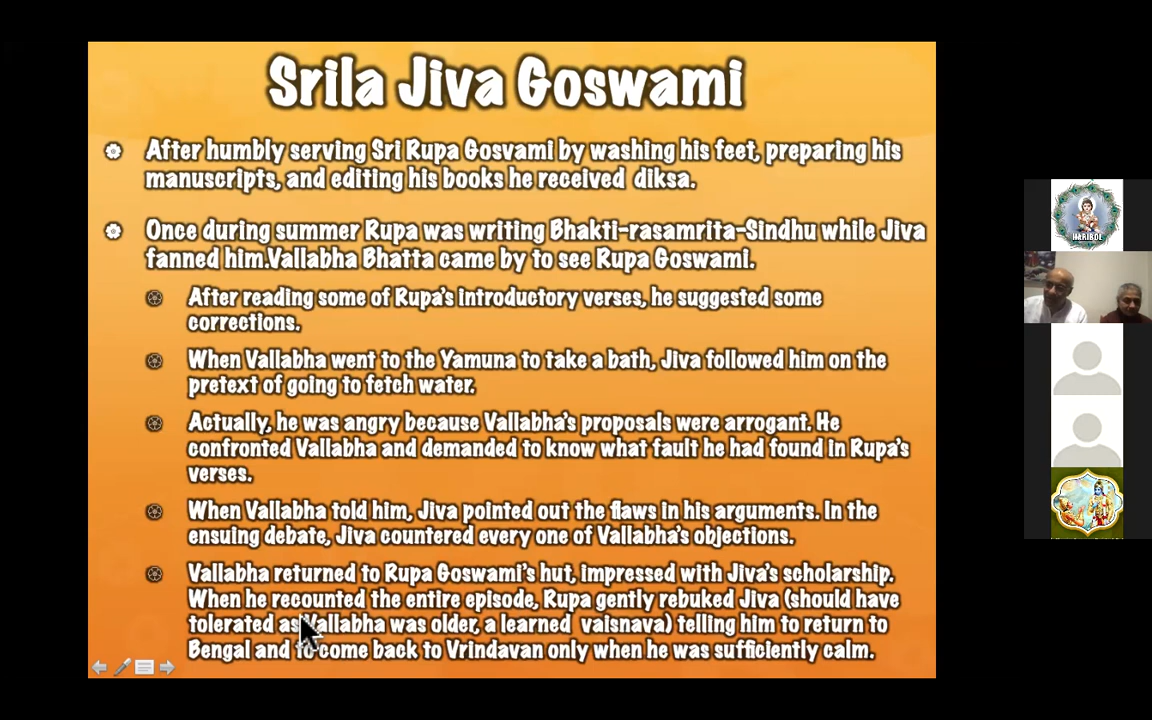 Srila Jiva Goswami
After humbly serving Sri Rupa Gosvami by washing his feet, preparing his
manuscripts, and editing his books he received diksa.
Once during summer Rupa was writing Bhakti-rasamrita-Sindhu while Jiva
fanned him.Vallabha Bhatta came by to see Rupa Goswami.
After reading some of Rupa's introductory verses, he suggested some
corrections.
When Vallabha went to the Yamuna to take a bath, Jiva followed him on the
pretext of going to fetch water.
Actually, he was angry because Vallabha's proposals were arrogant. He
confronted Vallabha and demanded to know what fault he had found in Rupa's
verses.
When Vallabha told him, Jiva pointed out the flaws in his arguments. In the
ensuing debate, Jiva countered every one of Vallabha's objections.
Vallabha returned to Rupa Goswami's hut, impressed with Jiva's scholarship.
When he recounted the entire episode, Rupa gently rebuked Jiva (should have
tolerated as Vallabha was older, a learned vaisnava) telling him to return to
Bengal and to come back to Vrindavan only when he was sufficiently calm.
HARIBOL